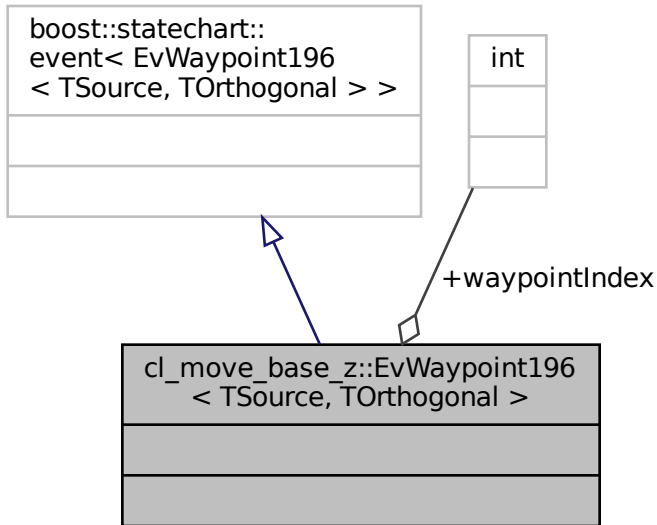 boost::statechart::
event< EvWaypoint196
< TSource, TOrthogonal > >
int
+waypointIndex
cl_move_base_z::EvWaypoint196
< TSource, TOrthogonal >